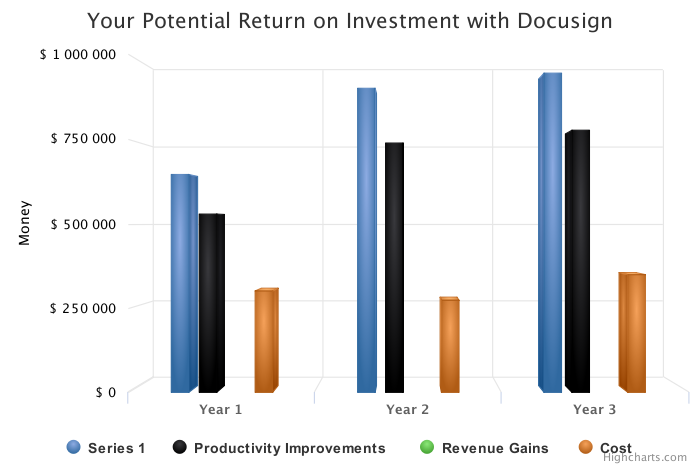 Your Potential Return on Investment with Docusign
$ 1 000 000
$ 750 000
$ 500 000
$ 250 000
$ 0
Money
Year 1 Year 2 Year 3
Series 1 Productivity Improvements Revenue Gains Cost
Highcharts.com